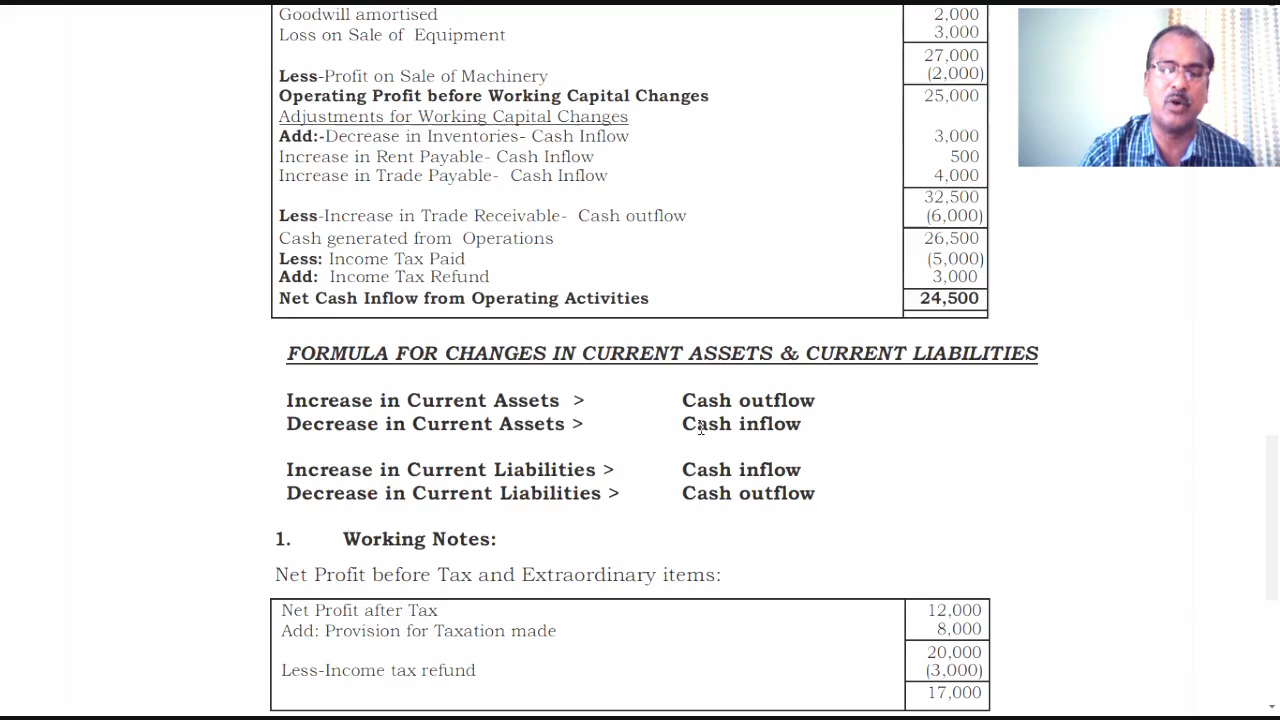 Goodwill amortised 2,000
Loss on Sale of Equipment 3,000
27,000
Less-Profit on Sale of Machinery (2,000)
Operating Profit before Working Capital Changes 25,000
Adjustments for Working Capital Changes
Add:-Decrease in Inventories- Cash Inflow 3,000
Increase in Rent Payable- Cash Inflow 500
Increase in Trade Payable- Cash Inflow 4,000
32,500
Less-Increase in Trade Receivable- Cash outflow (6,000)
Cash generated from Operations 26,500
Less: Income Tax Paid (5,000)
Add: Income Tax Refund 3,000
Net Cash Inflow from Operating Activities 24,500
FORMULA FOR CHANGES IN CURRENT ASSETS & CURRENT LIABILITIES
Increase in Current Assets > Cash outflow
Decrease in Current Assets > Cash inflow
Increase in Current Liabilities > Cash inflow
Decrease in Current Liabilities > Cash outflow
1. Working Notes:
Net Profit before Tax and Extraordinary items:
Net Profit after Tax 12,000
Add: Provision for Taxation made 8,000
20,000
Less-Income tax refund (3,000)
17,000